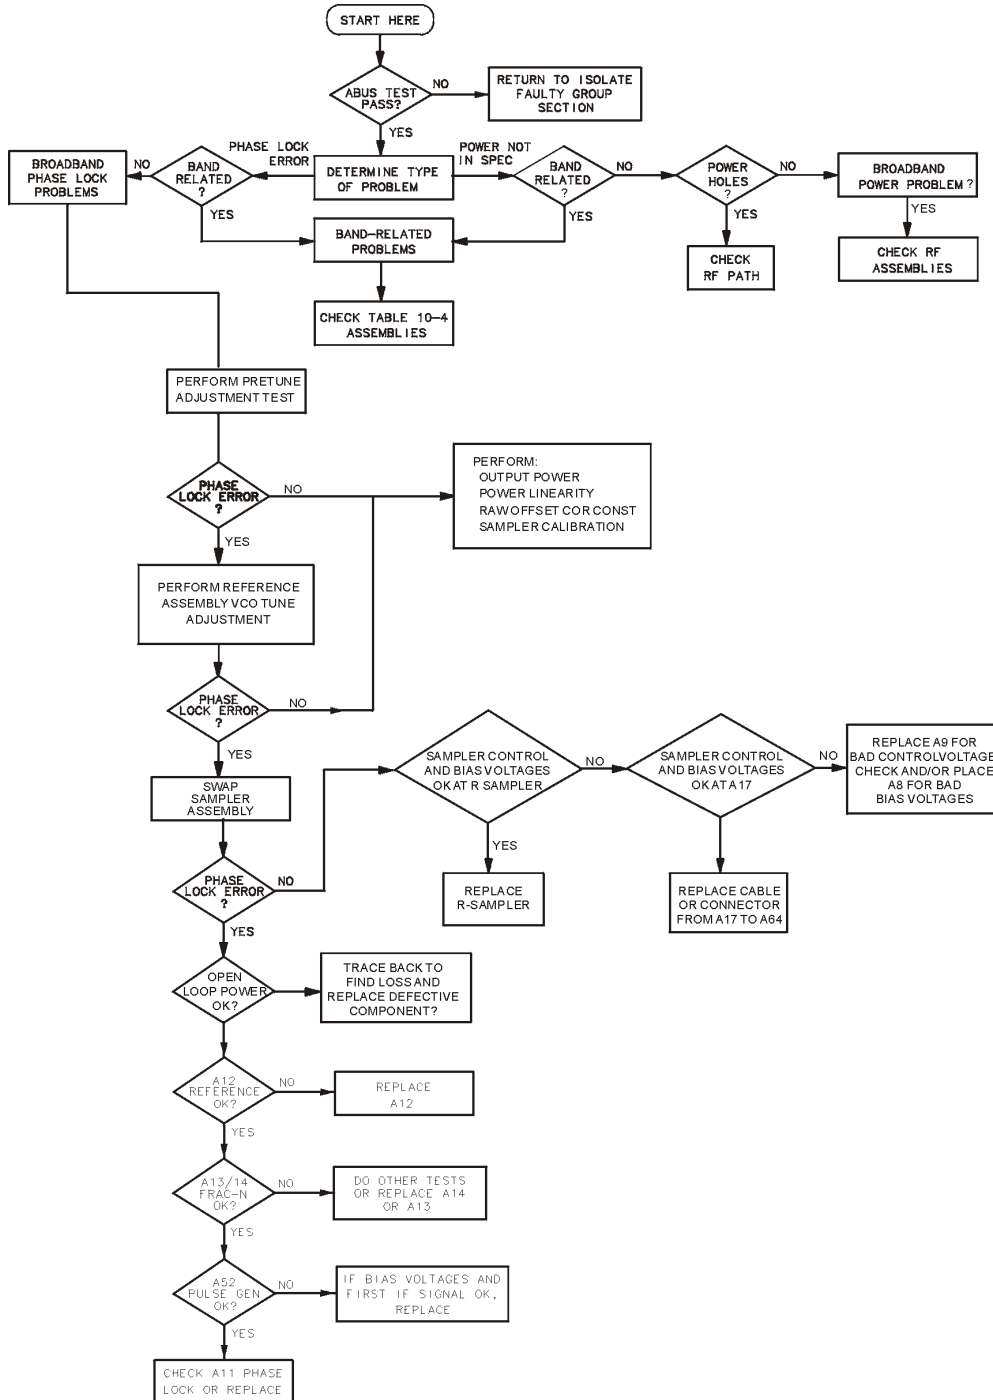 START HERE
ABUS TEST
PASS?
NO
RETURN TO ISOLATE
FAULTY GROUP
SECTION
YES
PHASE LOCK
ERROR
POWER NOT
IN SPEC
BROADBAND
PHASE LOCK
PROBLEMS
NO
BAND
RELATED
?
DETERMINE TYPE
OF PROBLEM
BAND
RELATED
?
NO
POWER
HOLES
?
NO
BROADBAND
POWER PROBLEM?
YES
YES
YES
YES
BAND-RELATED
PROBLEMS
CHECK
RF PATH
CHECK RF
ASSEMBLIES
CHECK TABLE 10-4
ASSEMBLIES
PERFORM PRETUNE
ADJUSTMENT TEST
PHASE
LOCK ERROR
?
NO
PERFORM:
OUTPUT POWER
POWER LINEARITY
RAW OFFSET COR CONST
SAMPLER CALIBRATION
YES
PERFORM REFERENCE
ASSEMBLY VCO TUNE
ADJUSTMENT
PHASE
LOCK ERROR
?
NO
YES
SWAP
SAMPLER
ASSEMBLY
SAMPLER CONTROL
AND BIAS VOLTAGES
OK AT R SAMPLER
NO
SAMPLER CONTROL
AND BIAS VOLTAGES
OK AT A17
NO
REPLACE A9 FOR
BAD CONTROL VOLTAGE
CHECK AND/OR PLACE
A8 FOR BAD
BIAS VOLTAGES
YES
YES
PHASE
LOCK ERROR
?
NO
REPLACE
R-SAMPLER
REPLACE CABLE
OR CONNECTOR
FROM A17 TO A64
YES
OPEN
LOOP POWER
OK?
TRACE BACK TO
FIND LOSS AND
REPLACE DEFECTIVE
COMPONENT?
A12
REFERENCE
OK?
NO
REPLACE
A12
YES
A13/14
FRAC-N
OK?
NO
DO OTHER TESTS
OR REPLACE A14
OR A13
YES
A52
PULSE GEN
OK?
NO
IF BIAS VOLTAGES AND
FIRST IF SIGNAL OK,
REPLACE
YES
CHECK A11 PHASE
LOCK OR REPLACE